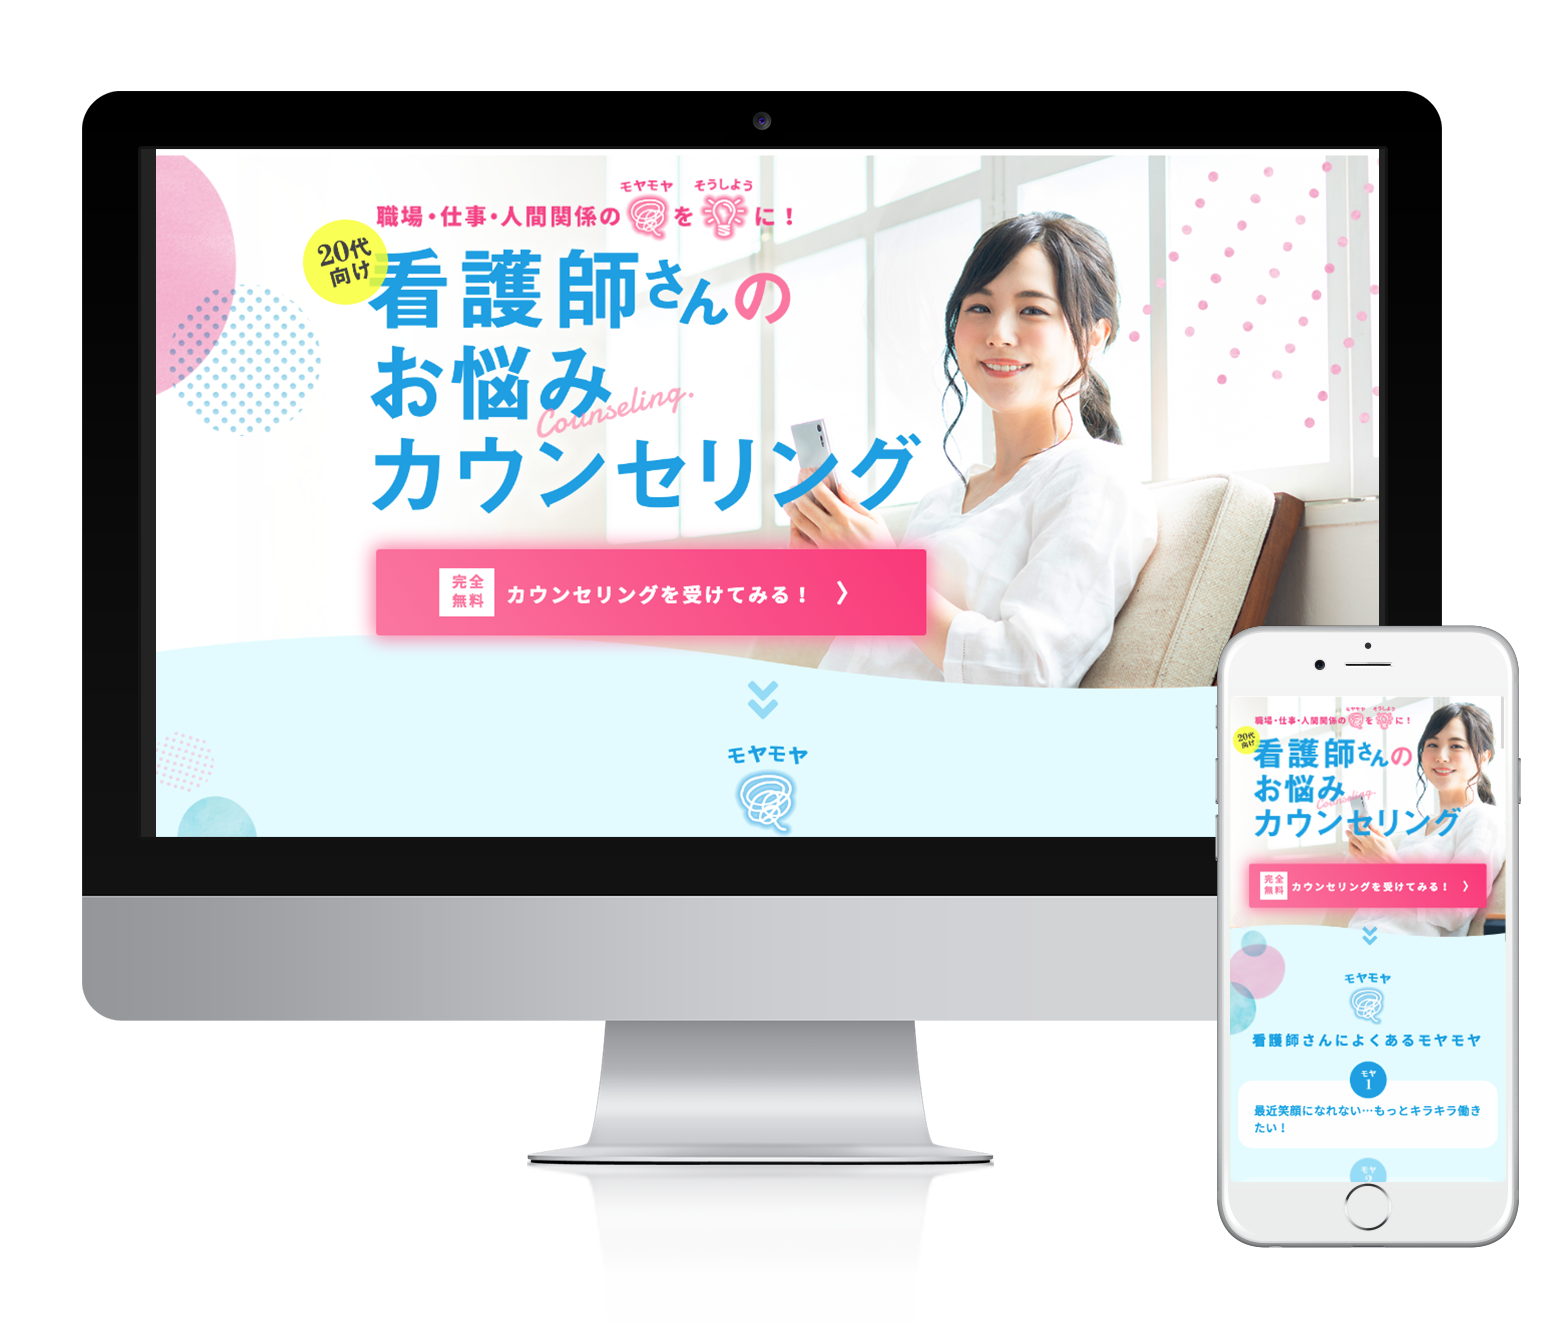 モヤモヤ そうしよう
職場・仕事・人間関係の を に！
20代
向け
看護師さんの
お悩み
Counseling.
カウンセリング
完全
無料
カウンセリングを受けてみる！
モヤモヤ
モヤモヤ そうしよう
職場・仕事・人間関係の を に！
20代
向け
看護師さんの
お悩み
Counseling.
カウンセリング
完全
無料
カウンセリングを受けてみる！
モヤモヤ
看護師さんによくあるモヤモヤ
モヤ
1
最近笑顔になれない…もっとキラキラ働き
たい！
モヤ
2